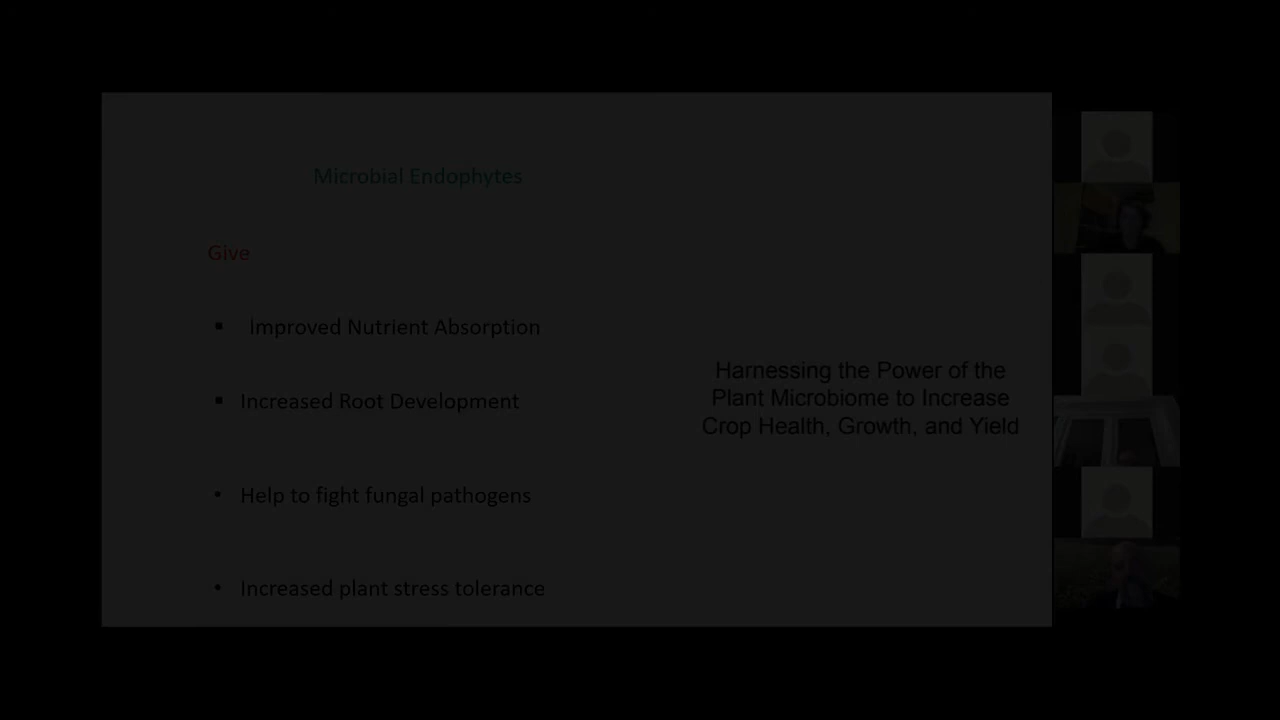 Microbial Endophytes
Give
▪ Improved Nutrient Absorption
▪ Increased Root Development
• Help to fight fungal pathogens
• Increased plant stress tolerance
Harnessing the Power of the
Plant Microbiome to Increase
Crop Health, Growth, and Yield